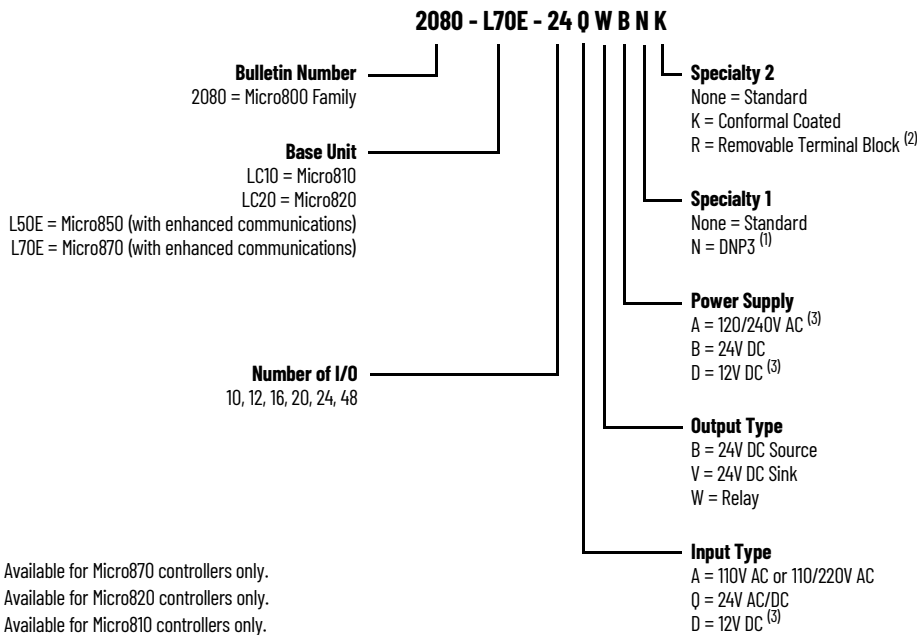 2080 - L70E - 24 Q W B N K
Bulletin Number
2080 = Micro800 Family
Base Unit
LC10 = Micro810
LC20 = Micro820
L50E = Micro850 (with enhanced communications)
L70E = Micro870 (with enhanced communications)
Number of I/O
10, 12, 16, 20, 24, 48
Specialty 2
None = Standard
K = Conformal Coated
R = Removable Terminal Block (2)
Specialty 1
None = Standard
N = DNP3 (1)
Power Supply
A = 120/240V AC (3)
B = 24V DC
D = 12V DC (3)
Output Type
B = 24V DC Source
V = 24V DC Sink
W = Relay
Input Type
A = 110V AC or 110/220V AC
Q = 24V AC/DC
D = 12V DC (3)
Available for Micro870 controllers only.
Available for Micro820 controllers only.
Available for Micro810 controllers only.